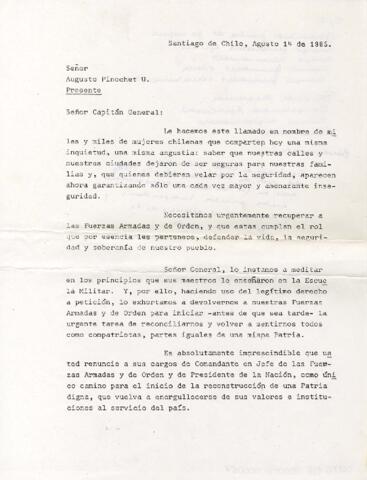 Santiago de Chile, Agosto 14 de 1985.
Señor
Augusto Pinochet U.
Presente
Señor Capitán General:
Le hacemos este llamado en nombre de mi
les y miles de mujeres chilenas que comparten hoy una misma
inquietud, una misma angustia: saber que nuestras calles y
nuestras ciudades dejaron de ser seguras para nuestras fami-
lias y, que quienes debieran velar por la seguridad, aparecen
ahora garantizando sólo una cada vez mayor y amenazante inse-
guridad.
Necesitamos urgentemente recuperar a
las Fuerzas Armadas y de Orden, y que éstas cumplan el rol
que por esencia les pertenece, defender la vida, la seguri-
dad y soberanía de nuestro pueblo.
Señor General, lo instamos a meditar
en los principios que sus maestros le enseñaron en la Escue
la Militar. Y, por ello, haciendo uso del legítimo derecho
a petición, lo exhortamos a devolvernos a nuestras Fuerzas
Armadas y de Orden para iniciar -antes de que sea tarde- la
urgente tarea de reconciliarnos y volver a sentirnos todos
como compatriotas, partes iguales de una misma Patria.
Es absolutamente imprescindible que us
ted renuncie a sus cargos de Comandante en Jefe de las Fuer-
zas Armadas y de Orden y de Presidente de la Nación, como úni
co camino para el inicio de la reconstrucción de una Patria
digna, que vuelva a enorgullecerse de sus valores e institu-
ciones al servicio del país.